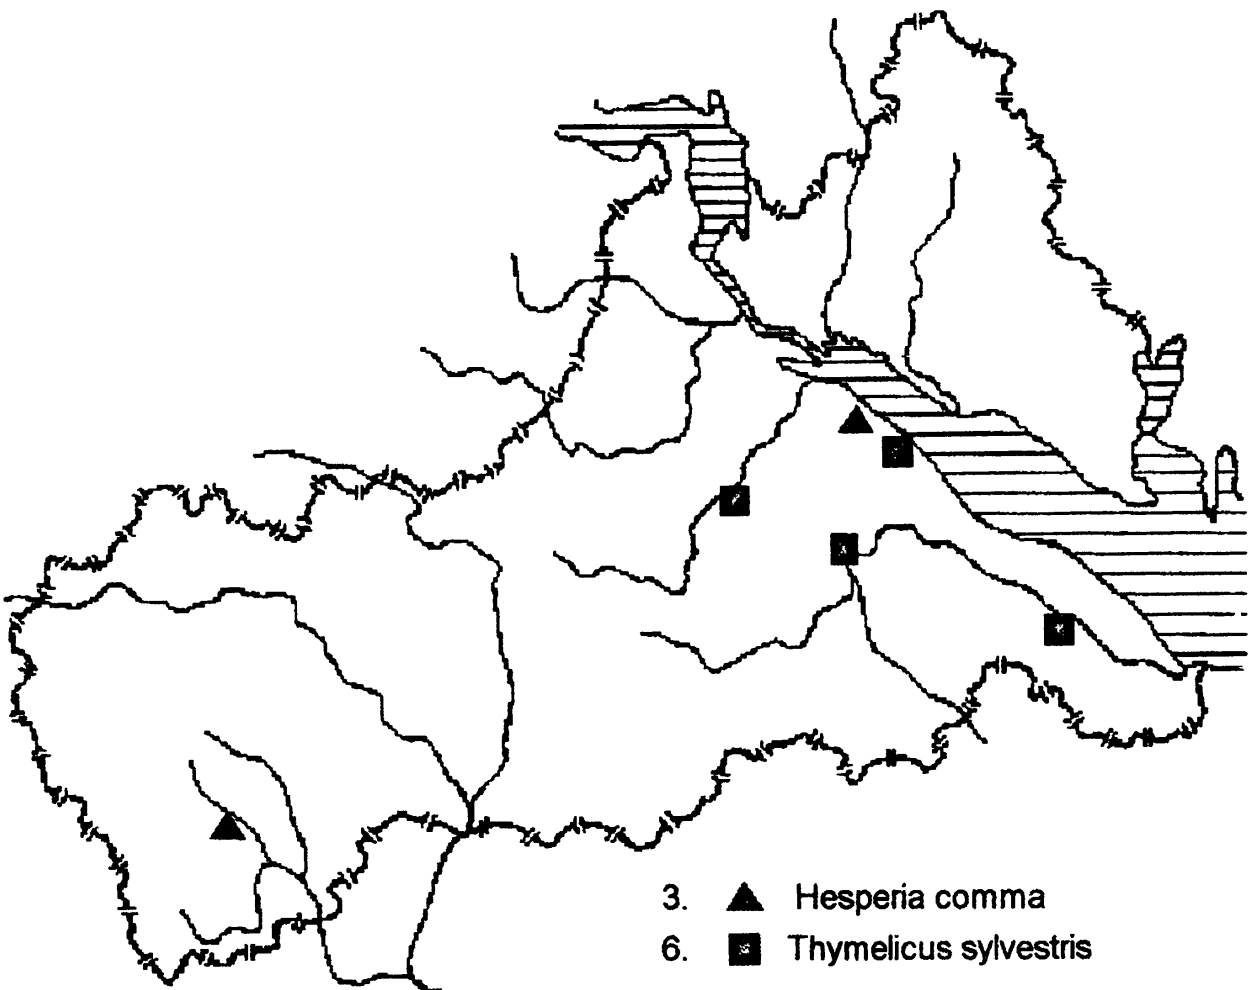 3. ▲ Hesperia comma
6. ■ Thymelicus sylvestris